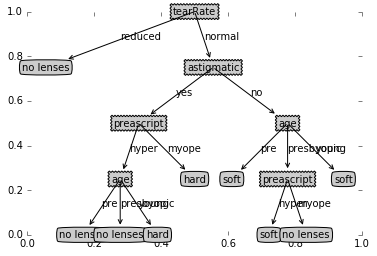 1.0
tearRate
reduced
normal
0.8
no lenses
astigmatic
yes
no
0.6
preascript
age
hyper
myope
pre
presbyopic
young
0.4
age
hard
soft
preascript
soft
0.2
pre
presbyopic
young
hyper
myope
0.0
no lenses
no lenses
hard
soft
no lenses
0.0
0.2
0.4
0.6
0.8
1.0